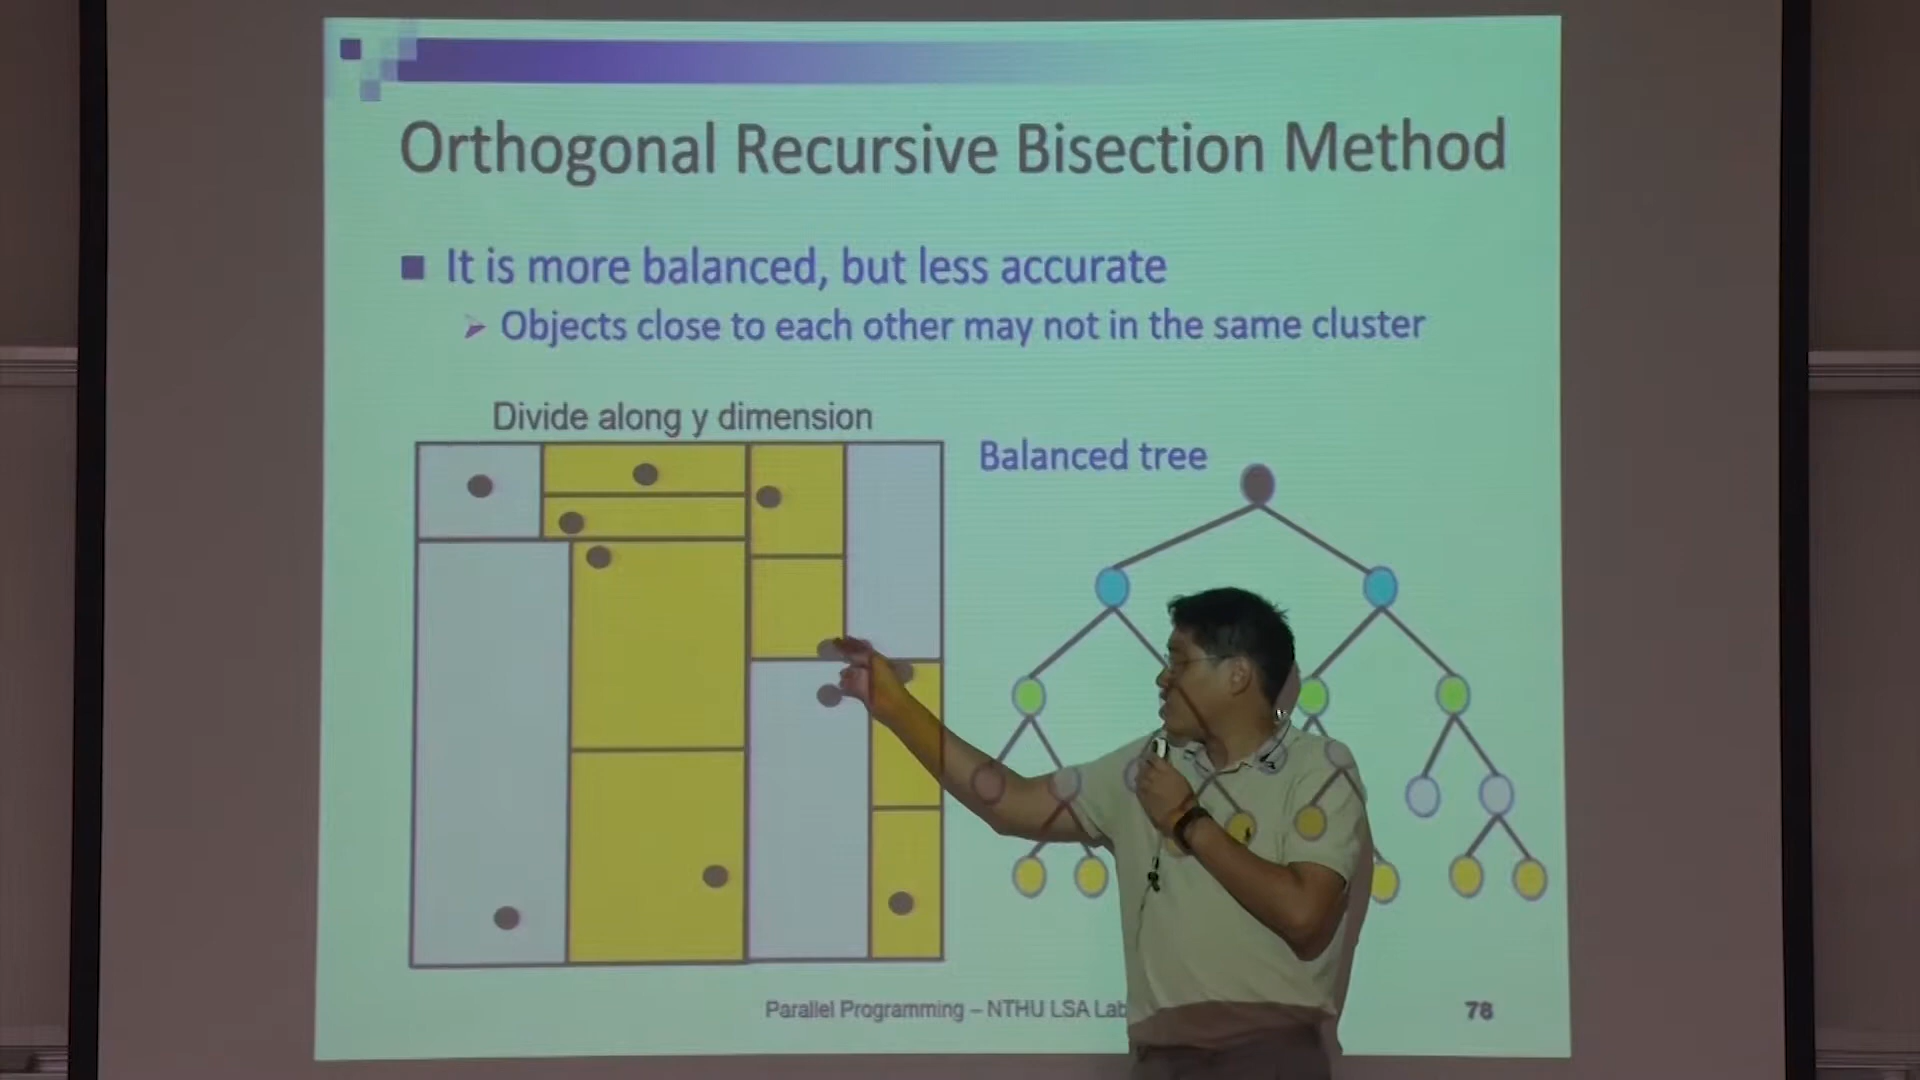 Orthogonal Recursive Bisection Method
It is more balanced, but less accurate
Objects close to each other may not in the same cluster
Divide along y dimension
Balanced tree
Parallel Programming – NTHU LSA Lab
78